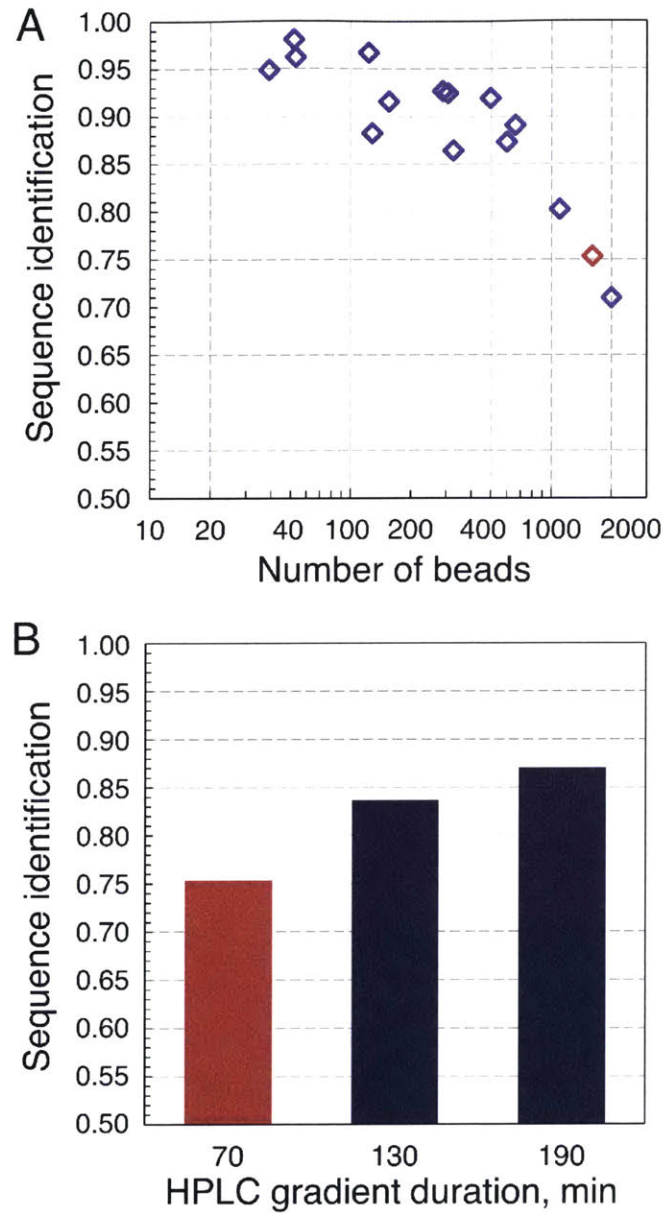 A
Sequence identification
1.00
0.95
0.90
0.85
0.80
0.75
0.70
0.65
0.60
0.55
0.50
10 20 40 100 200 400 1000 2000
Number of beads
B
Sequence identification
1.00
0.95
0.90
0.85
0.80
0.75
0.70
0.65
0.60
0.55
0.50
70 130 190
HPLC gradient duration, min